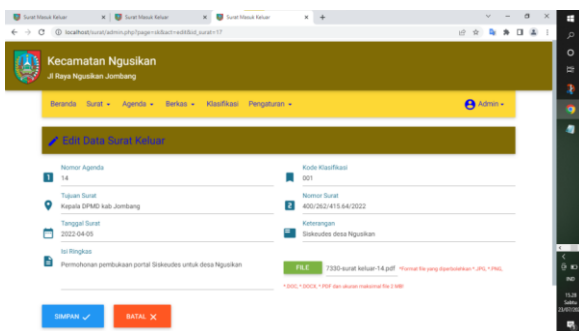 Surat Masuk Keluar
Surat Masuk Keluar
Surat Masuk Keluar
localhost/surat/admin.php?page=sk&act=edit&id_surat=17
Kecamatan Ngusikan
Jl Raya Ngusikan Jombang
Beranda Surat Agenda Berkas Klasifikasi Pengaturan Admin
Edit Data Surat Keluar
Nomor Agenda
14
Kode Klasifikasi
001
Tujuan Surat
Kepala DPMD kab Jombang
Nomor Surat
400/262/415.64/2022
Tanggal Surat
2022-04-05
Keterangan
Siskeudes desa Ngusikan
Isi Ringkas
Permohonan pembukaan portal Siskeudes untuk desa Ngusikan
FILE 7330-surat keluar-14.pdf *Format file yang diperbolehkan *.JPG, *.PNG,
*.DOC, *.DOCX, *.PDF dan ukuran maksimal file 2 MB!
SIMPAN
BATAL
IND
15.28
Sabtu